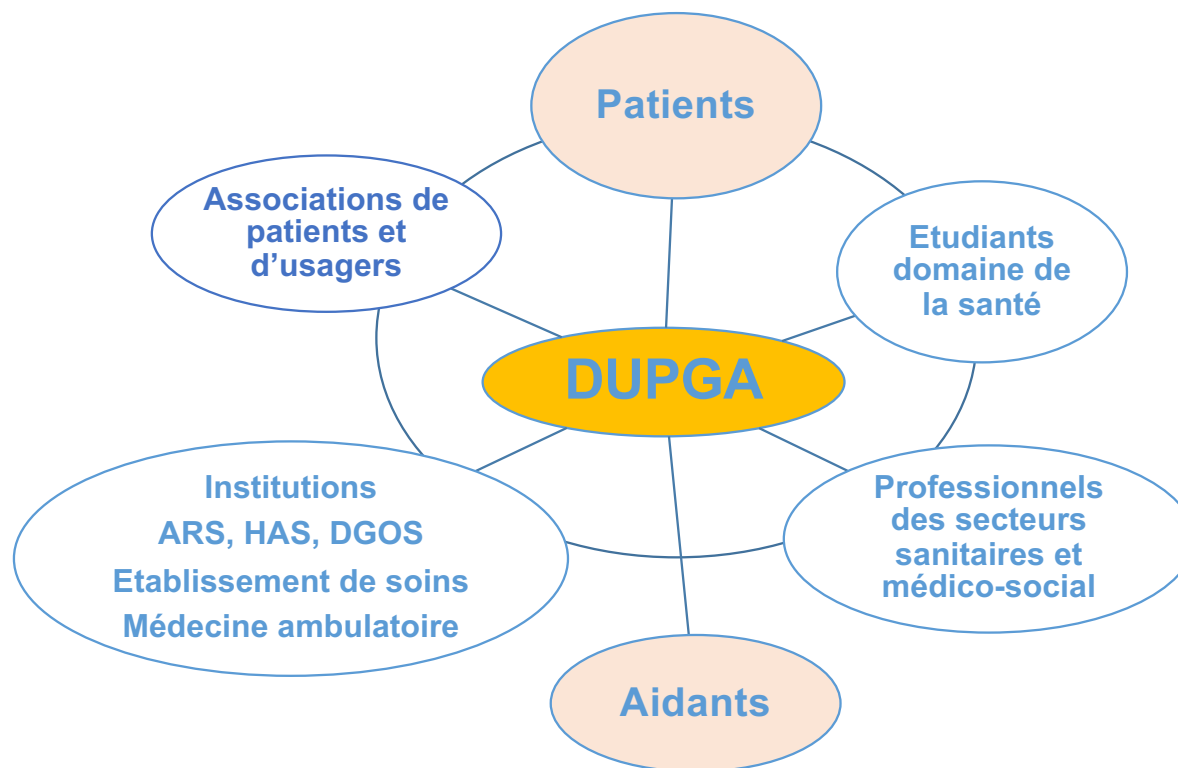 Patients
Associations de
patients et
d’usagers
Etudiants
domaine de
la santé
DUPGA
Institutions
ARS, HAS, DGOS
Etablissement de soins
Médecine ambulatoire
Professionnels
des secteurs
sanitaires et
médico-social
Aidants